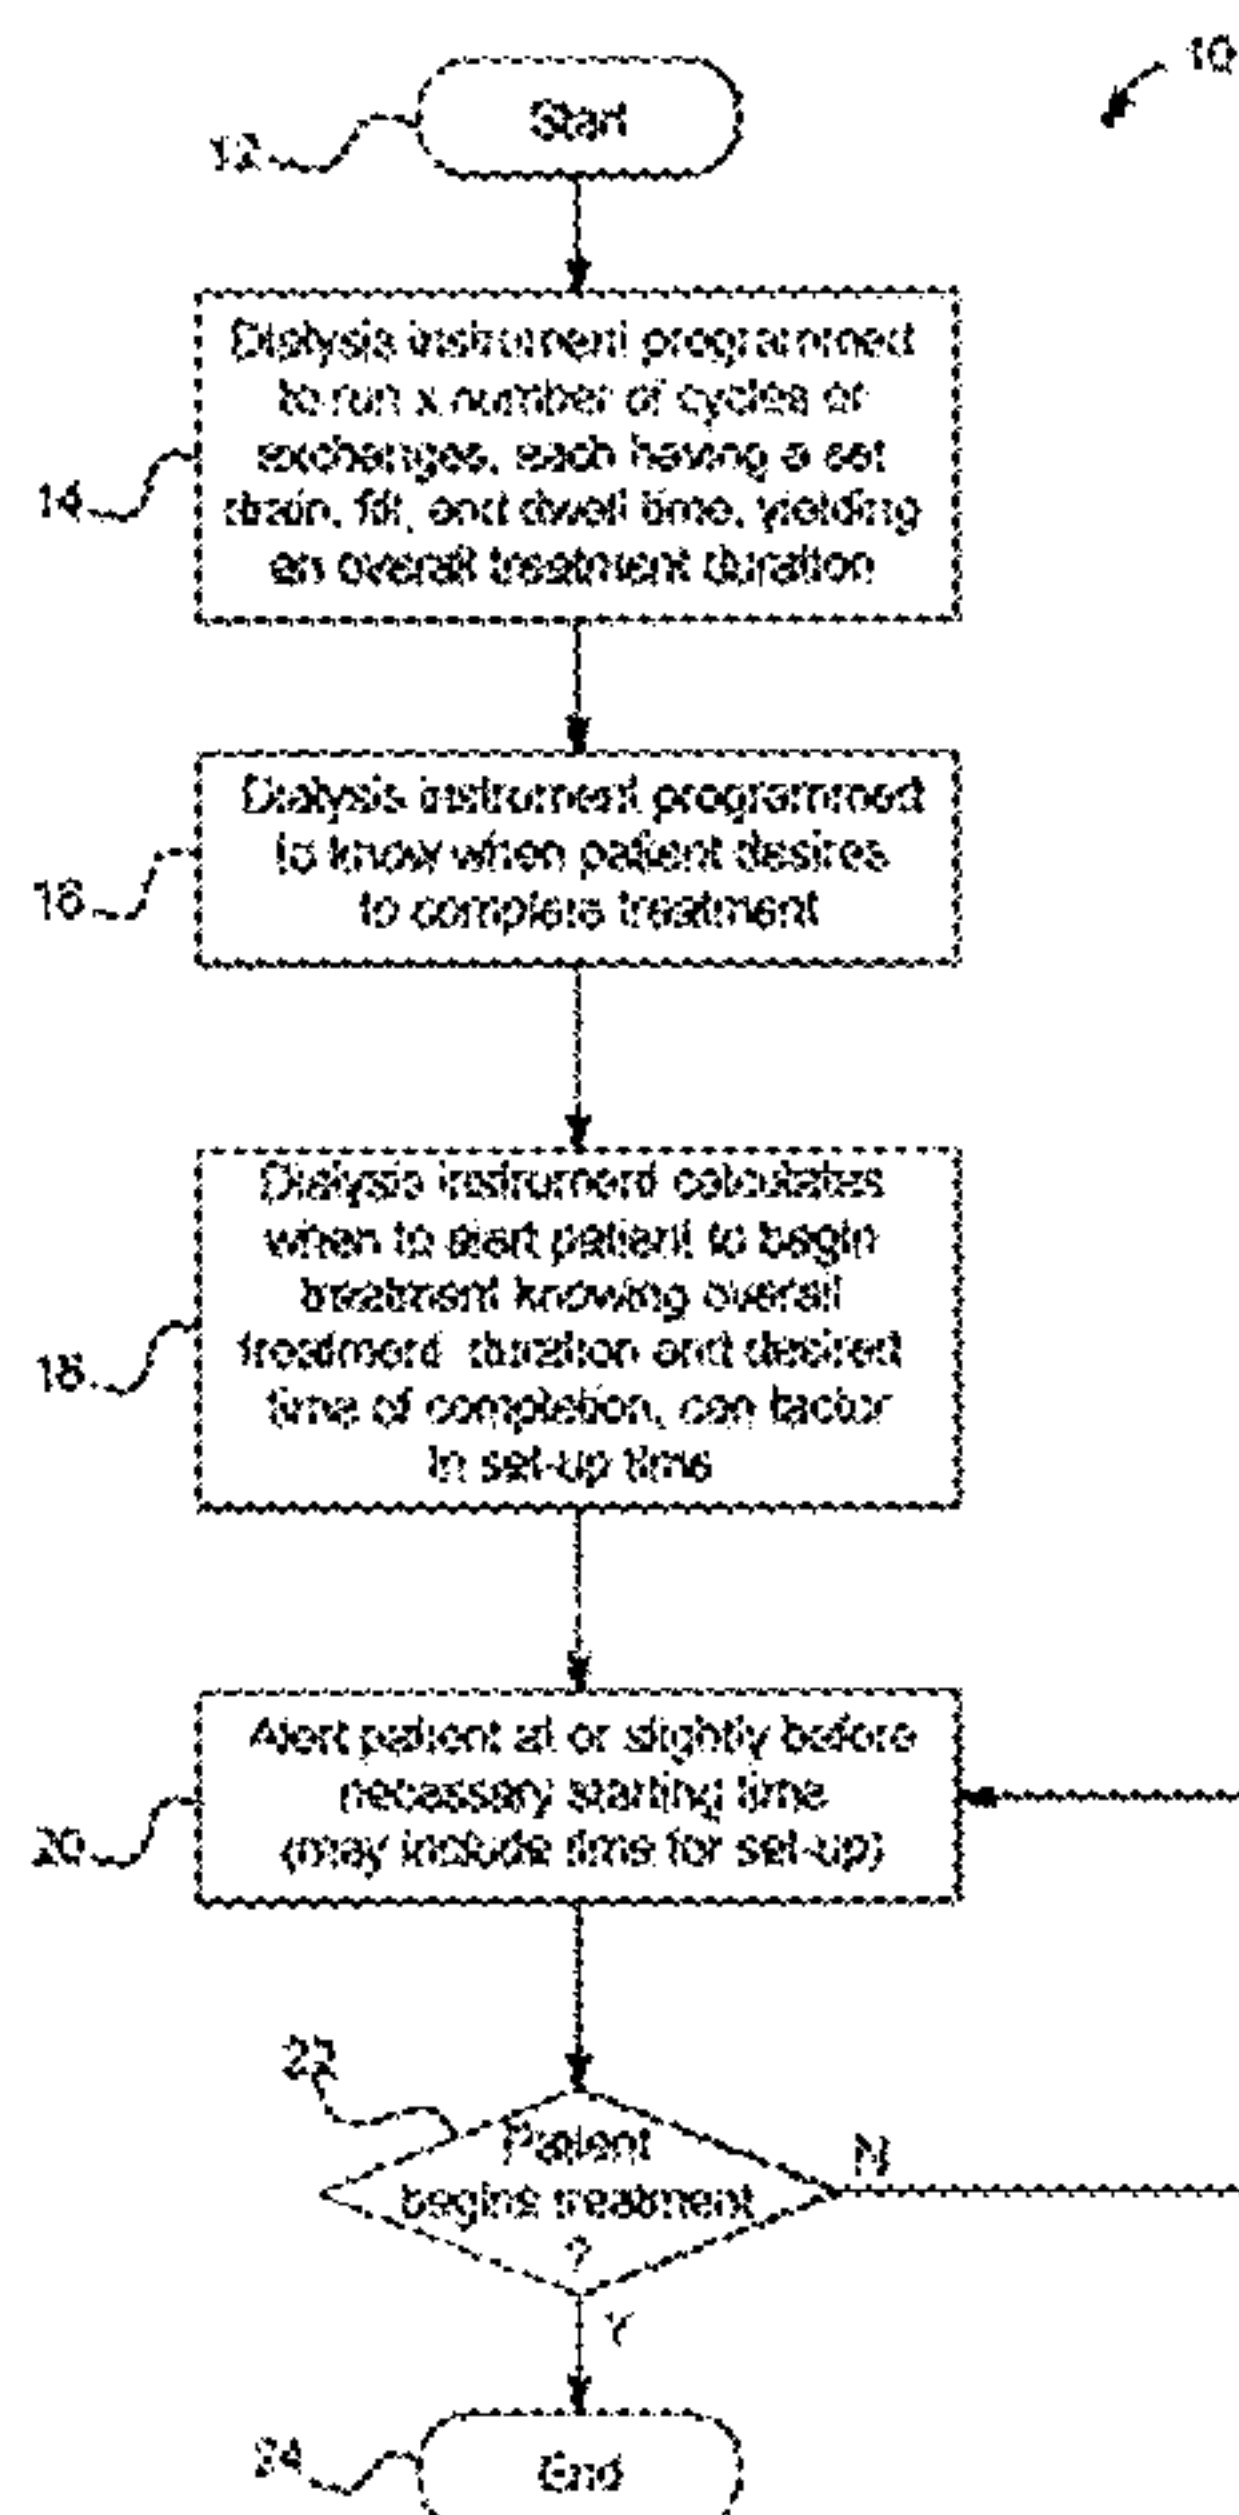 10
12
Start
14
Dialysis instrument programmed
to run x number of cycles or
exchanges, each having a set
drain, fill, and dwell time, yielding
an overall treatment duration
16
Dialysis instrument programmed
to know when patient desires
to complete treatment
18
Dialysis instrument calculates
when to alert patient to begin
treatment knowing overall
treatment duration and desired
time of completion, can factor
in set-up time
20
Alert patient at or slightly before
necessary starting time
(may include time for set-up)
22
Patient
begins treatment
?
N
Y
24
End